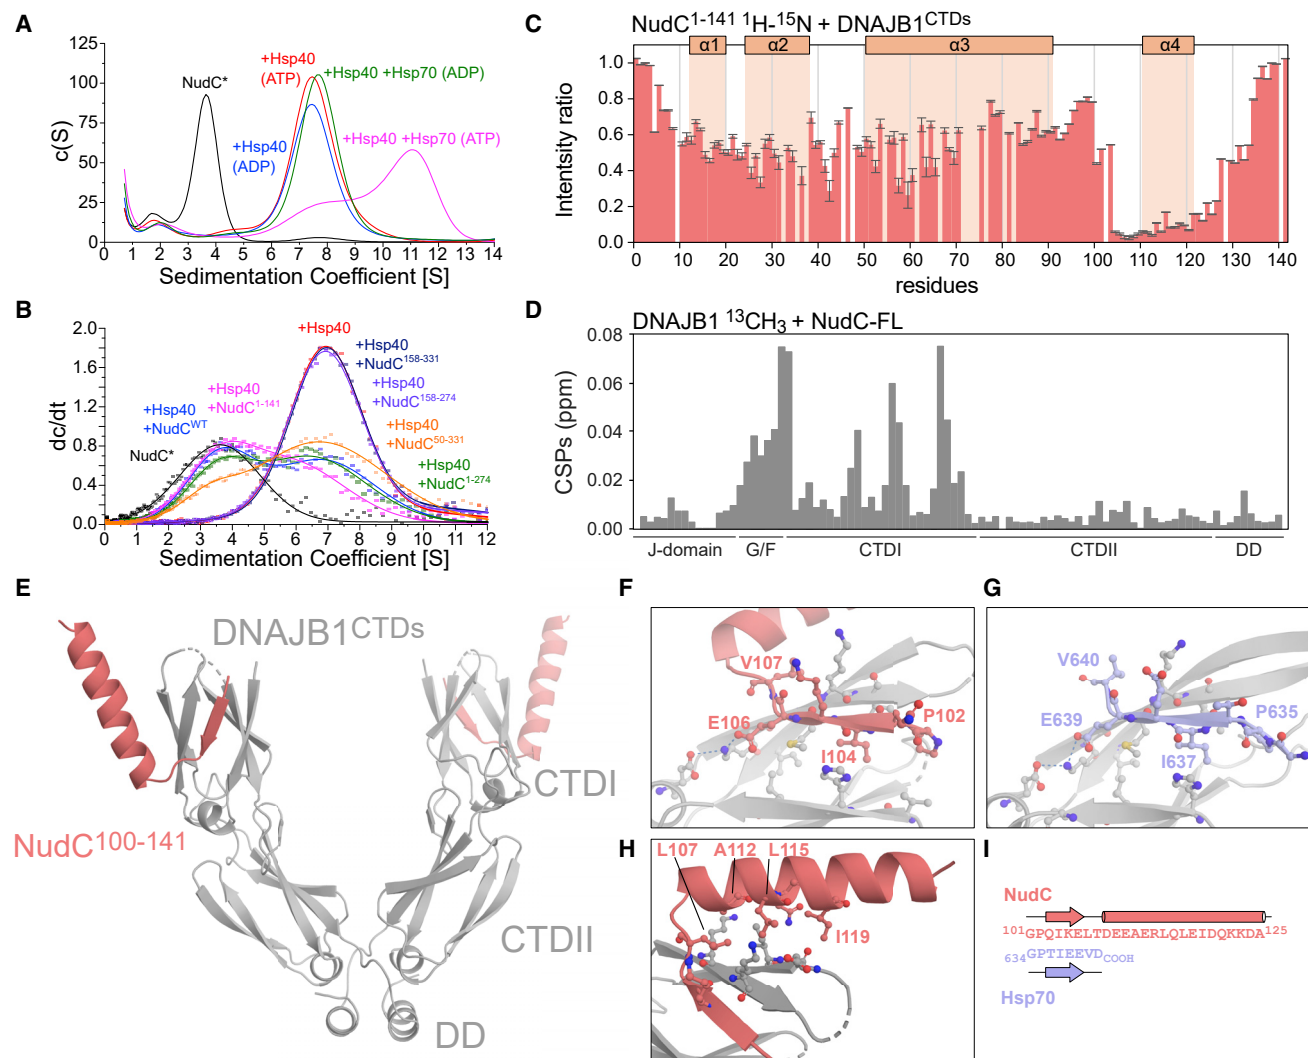 A
125
100
75
50
25
0
c(S)
NudC*
+Hsp40
(ATP)
+Hsp40 +Hsp70 (ADP)
+Hsp40
(ADP)
+Hsp40 +Hsp70 (ATP)
0 1 2 3 4 5 6 7 8 9 10 11 12 13 14
Sedimentation Coefficient [S]
B
2.0
1.6
1.2
0.8
0.4
0.0
dc/dt
+Hsp40
+Hsp40
+NudC158-331
+Hsp40
+NudC158-274
+Hsp40
+NudC1-141
+Hsp40
+NudCWT
NudC*
+Hsp40
+NudC50-331
+Hsp40
+NudC1-274
0 1 2 3 4 5 6 7 8 9 10 11 12
Sedimentation Coefficient [S]
C
NudC1-141 1H-15N + DNAJB1CTDs
α1 α2 α3 α4
1.0
0.8
0.6
0.4
0.2
0.0
Intentsity ratio
0 10 20 30 40 50 60 70 80 90 100 110 120 130 140
residues
D
DNAJB1 13CH3 + NudC-FL
0.08
0.06
0.04
0.02
0.00
CSPs (ppm)
J-domain G/F CTDI CTDII DD
E
DNAJB1CTDs
CTDI
NudC100-141
CTDII
DD
F
V107
E106
P102
I104
G
V640
E639
P635
I637
H
L107 A112 L115
I119
I
NudC
101GPQIKELTDEEAERLQLEIDQKKDA125
634GPTIEEVDCOOH
Hsp70